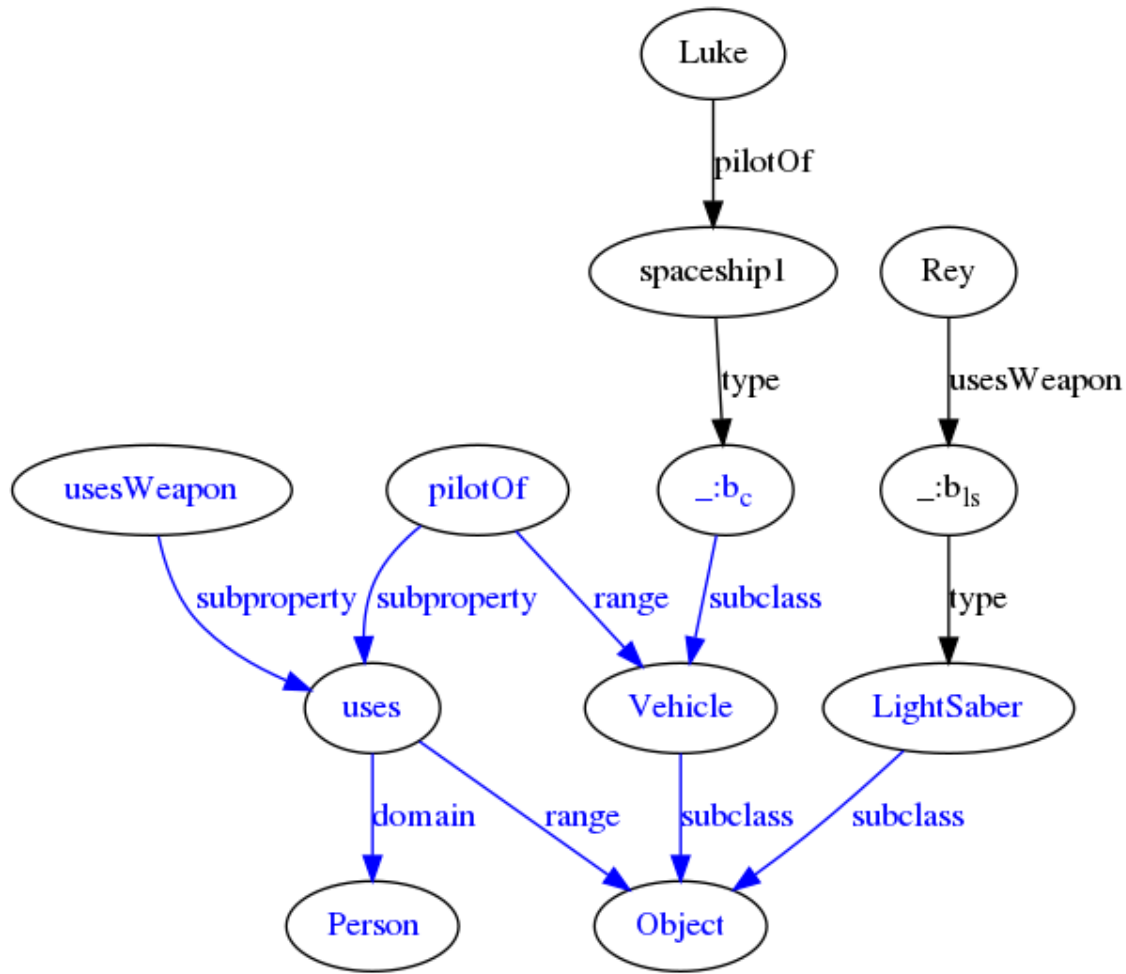 Luke
pilotOf
spaceship1
Rey
type
usesWeapon
usesWeapon
pilotOf
_:bc
_:bls
subproperty
subproperty
range
subclass
type
uses
Vehicle
LightSaber
domain
range
subclass
subclass
Person
Object